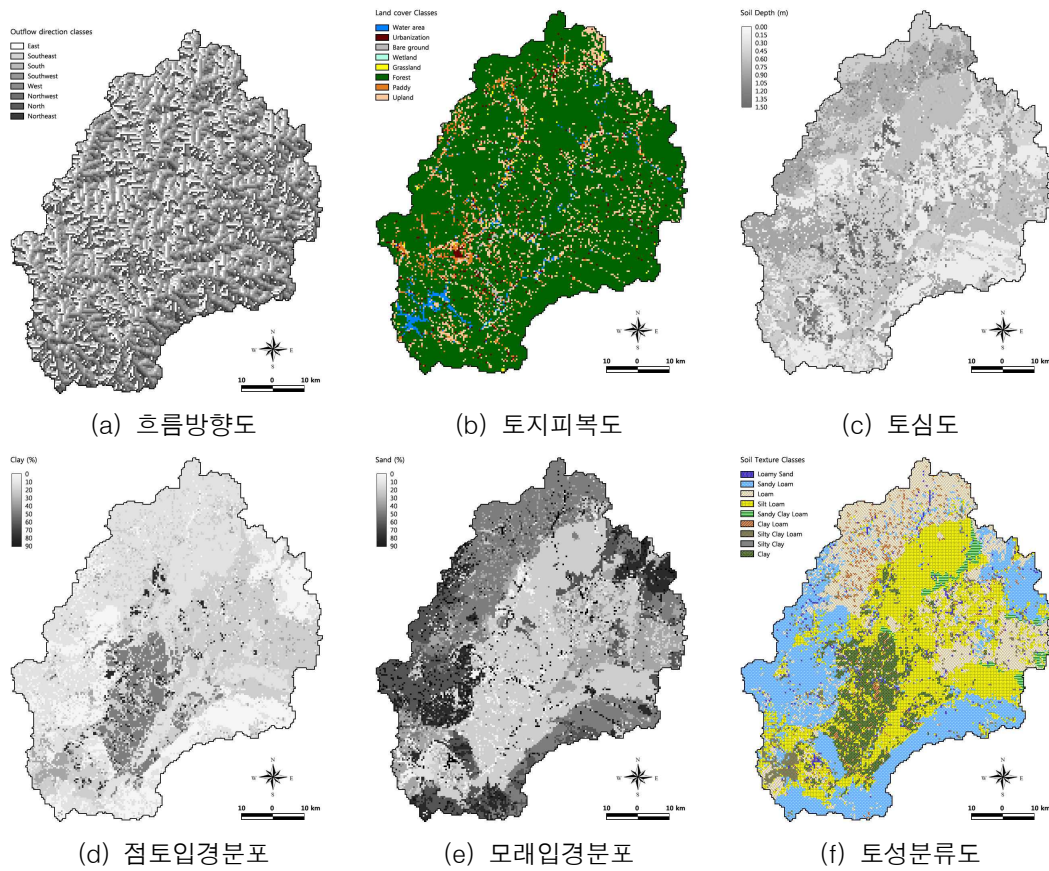 Outflow direction classes
East
Southeast
South
Southwest
West
Northwest
North
Northeast
N
W E
S
10 0 10 km
(a) 흐름방향도
Land cover Classes
Water area
Urbanization
Bare ground
Wetland
Grassland
Forest
Paddy
Upland
N
W E
S
10 0 10 km
(b) 토지피복도
Soil Depth (m)
0.00
0.15
0.30
0.45
0.60
0.75
0.90
1.05
1.20
1.35
1.50
N
W E
S
10 0 10 km
(c) 토심도
Clay (%)
0
10
20
30
40
50
60
70
80
90
N
W E
S
10 0 10 km
(d) 점토입경분포
Sand (%)
0
10
20
30
40
50
60
70
80
90
N
W E
S
10 0 10 km
(e) 모래입경분포
Soil Texture Classes
Loamy Sand
Sandy Loam
Loam
Silt Loam
Sandy Clay Loam
Clay Loam
Silty Clay Loam
Silty Clay
Clay
N
W E
S
10 0 10 km
(f) 토성분류도